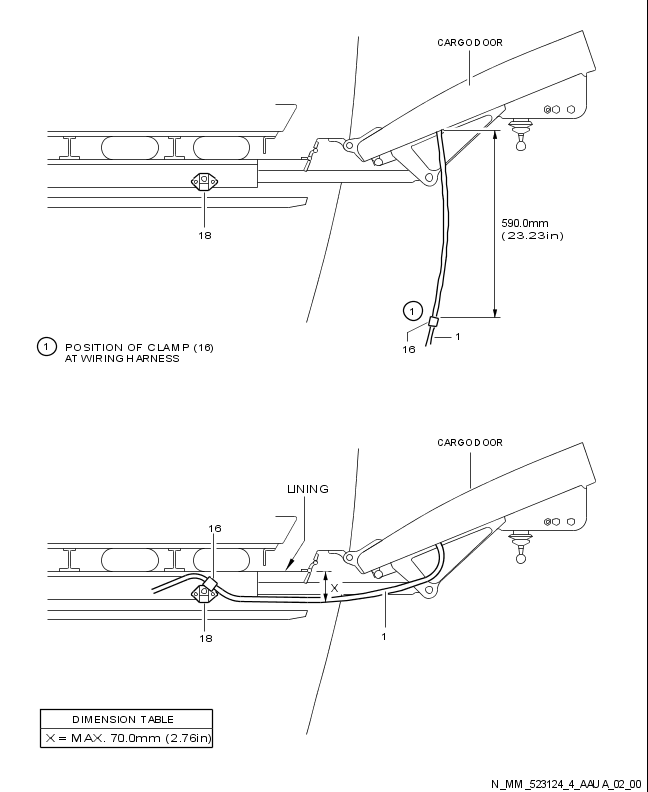 CARGO DOOR
18
590.0mm
(23.23in)
1
16
1
1 POSITION OF CLAMP (16)
AT WIRING HARNESS
CARGO DOOR
LINING
16
X
18
1
DIMENSION TABLE
X = MAX. 70.0mm (2.76in)
N_MM_523124_4_AAUA_02_00